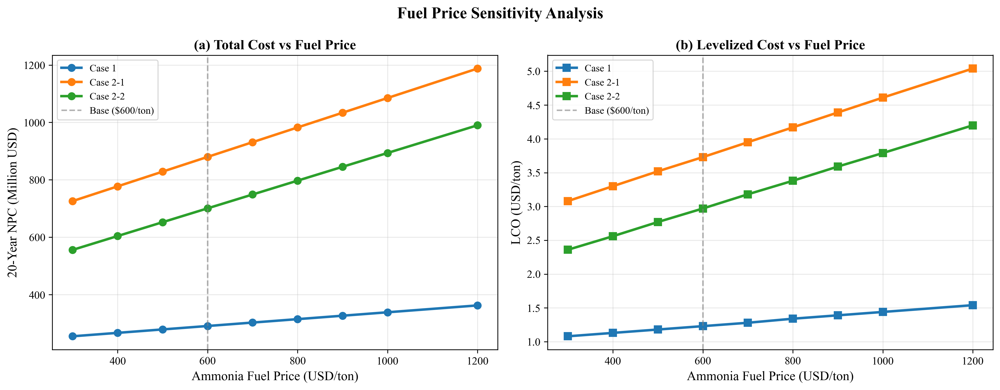 Fuel Price Sensitivity Analysis
(a) Total Cost vs Fuel Price
Case 1
Case 2-1
Case 2-2
Base ($600/ton)
1200
1000
800
600
400
20-Year NPC (Million USD)
400
600
800
1000
1200
Ammonia Fuel Price (USD/ton)
(b) Levelized Cost vs Fuel Price
Case 1
Case 2-1
Case 2-2
Base ($600/ton)
5.0
4.5
4.0
3.5
3.0
2.5
2.0
1.5
1.0
LCO (USD/ton)
400
600
800
1000
1200
Ammonia Fuel Price (USD/ton)